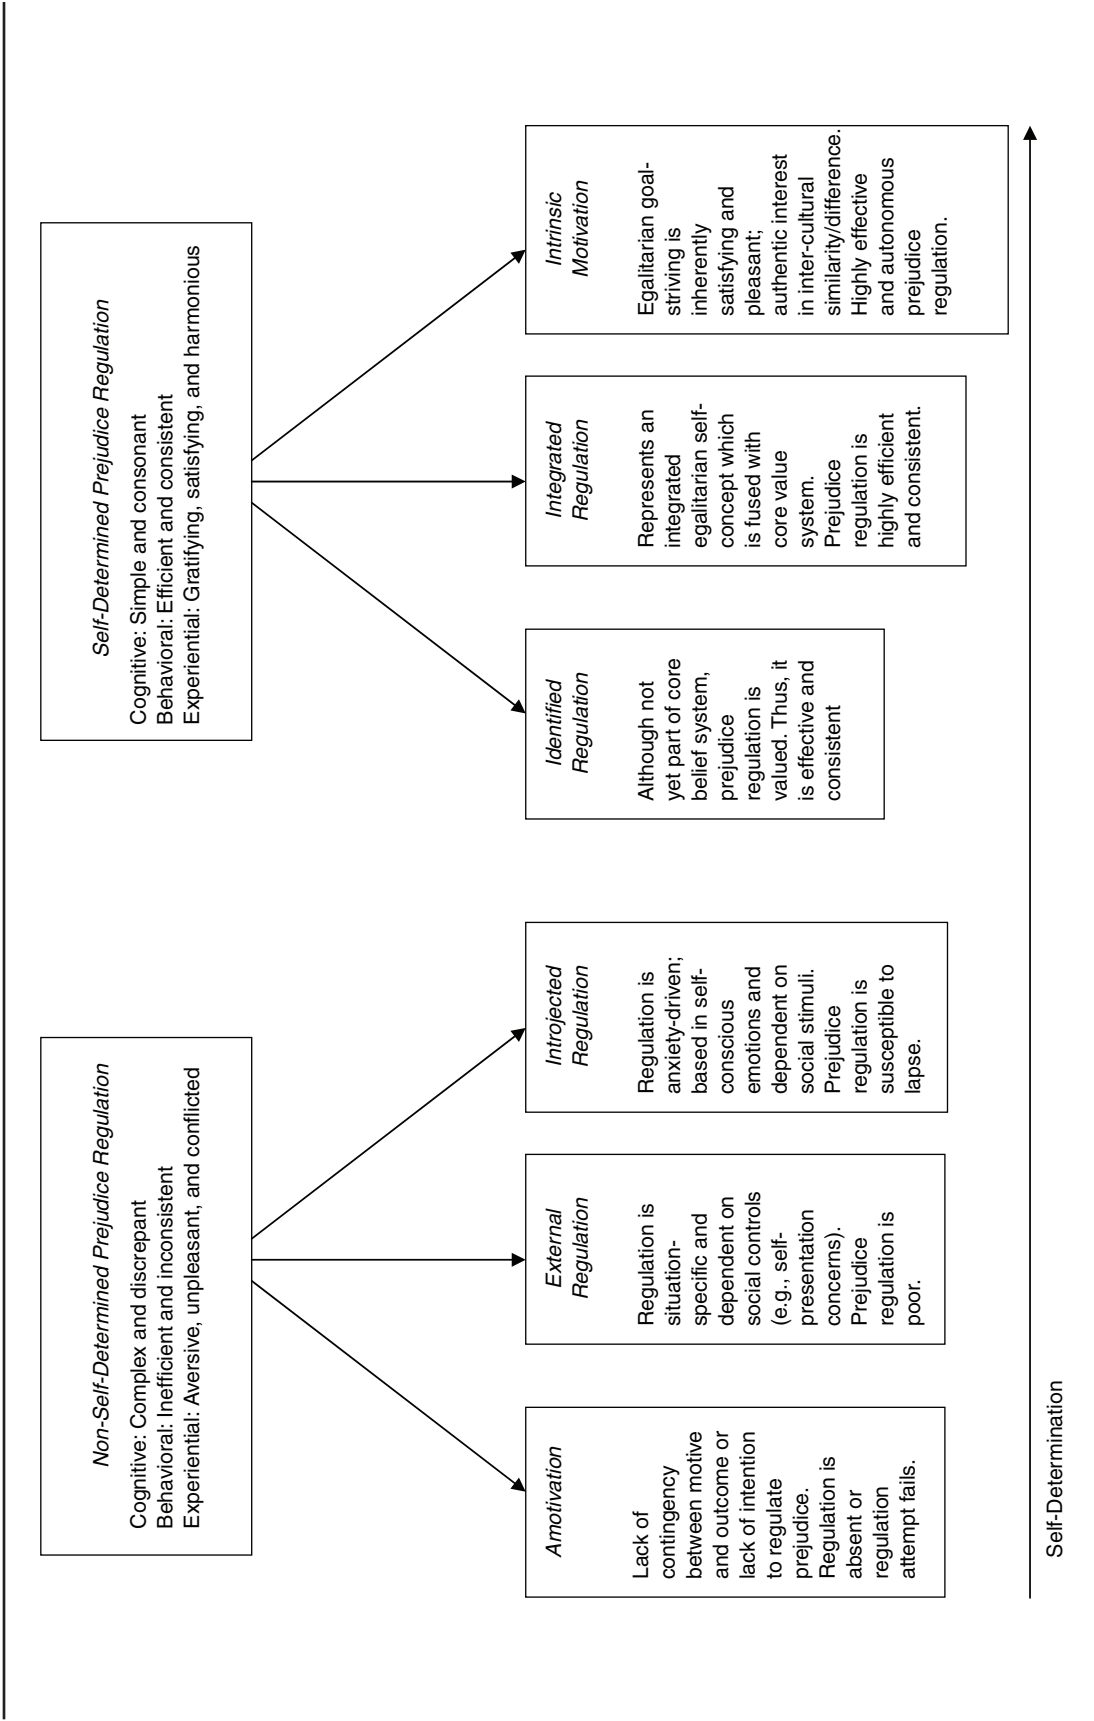 Non-Self-Determined Prejudice Regulation
Cognitive: Complex and discrepant
Behavioral: Inefficient and inconsistent
Experiential: Aversive, unpleasant, and conflicted
Self-Determined Prejudice Regulation
Cognitive: Simple and consonant
Behavioral: Efficient and consistent
Experiential: Gratifying, satisfying, and harmonious
Amotivation
Lack of
contingency
between motive
and outcome or
lack of intention
to regulate
prejudice.
Regulation is
absent or
regulation
attempt fails.
External
Regulation
Regulation is
situation-
specific and
dependent on
social controls
(e.g., self-
presentation
concerns).
Prejudice
regulation is
poor.
Introjected
Regulation
Regulation is
anxiety-driven;
based in self-
conscious
emotions and
dependent on
social stimuli.
Prejudice
regulation is
susceptible to
lapse.
Identified
Regulation
Although not
yet part of core
belief system,
prejudice
regulation is
valued. Thus, it
is effective and
consistent
Integrated
Regulation
Represents an
integrated
egalitarian self-
concept which
is fused with
core value
system.
Prejudice
regulation is
highly efficient
and consistent.
Intrinsic
Motivation
Egalitarian goal-
striving is
inherently
satisfying and
pleasant;
authentic interest
in inter-cultural
similarity/difference.
Highly effective
and autonomous
prejudice
regulation.
Self-Determination